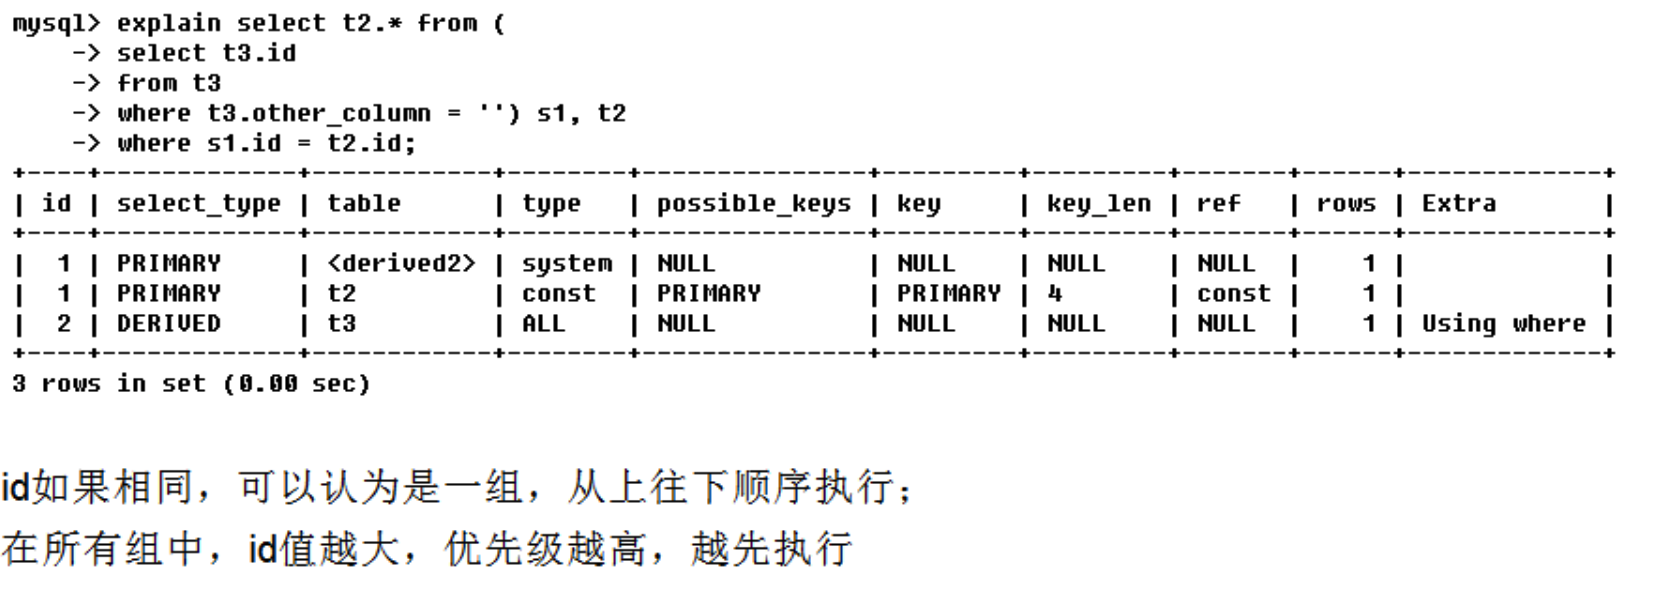 mysql> explain select t2.* from (
    -> select t3.id
    -> from t3
    -> where t3.other_column = '') s1, t2
    -> where s1.id = t2.id;
+----+-------------+------------+--------+---------------+---------+---------+-------+------+-------------+
| id | select_type | table      | type   | possible_keys | key     | key_len | ref   | rows | Extra       |
+----+-------------+------------+--------+---------------+---------+---------+-------+------+-------------+
|  1 | PRIMARY     | <derived2> | system | NULL          | NULL    | NULL    | NULL  |    1 |             |
|  1 | PRIMARY     | t2         | const  | PRIMARY       | PRIMARY | 4       | const |    1 |             |
|  2 | DERIVED     | t3         | ALL    | NULL          | NULL    | NULL    | NULL  |    1 | Using where |
+----+-------------+------------+--------+---------------+---------+---------+-------+------+-------------+
3 rows in set (0.00 sec)
id如果相同，可以认为是一组，从上往下顺序执行；
在所有组中，id值越大，优先级越高，越先执行